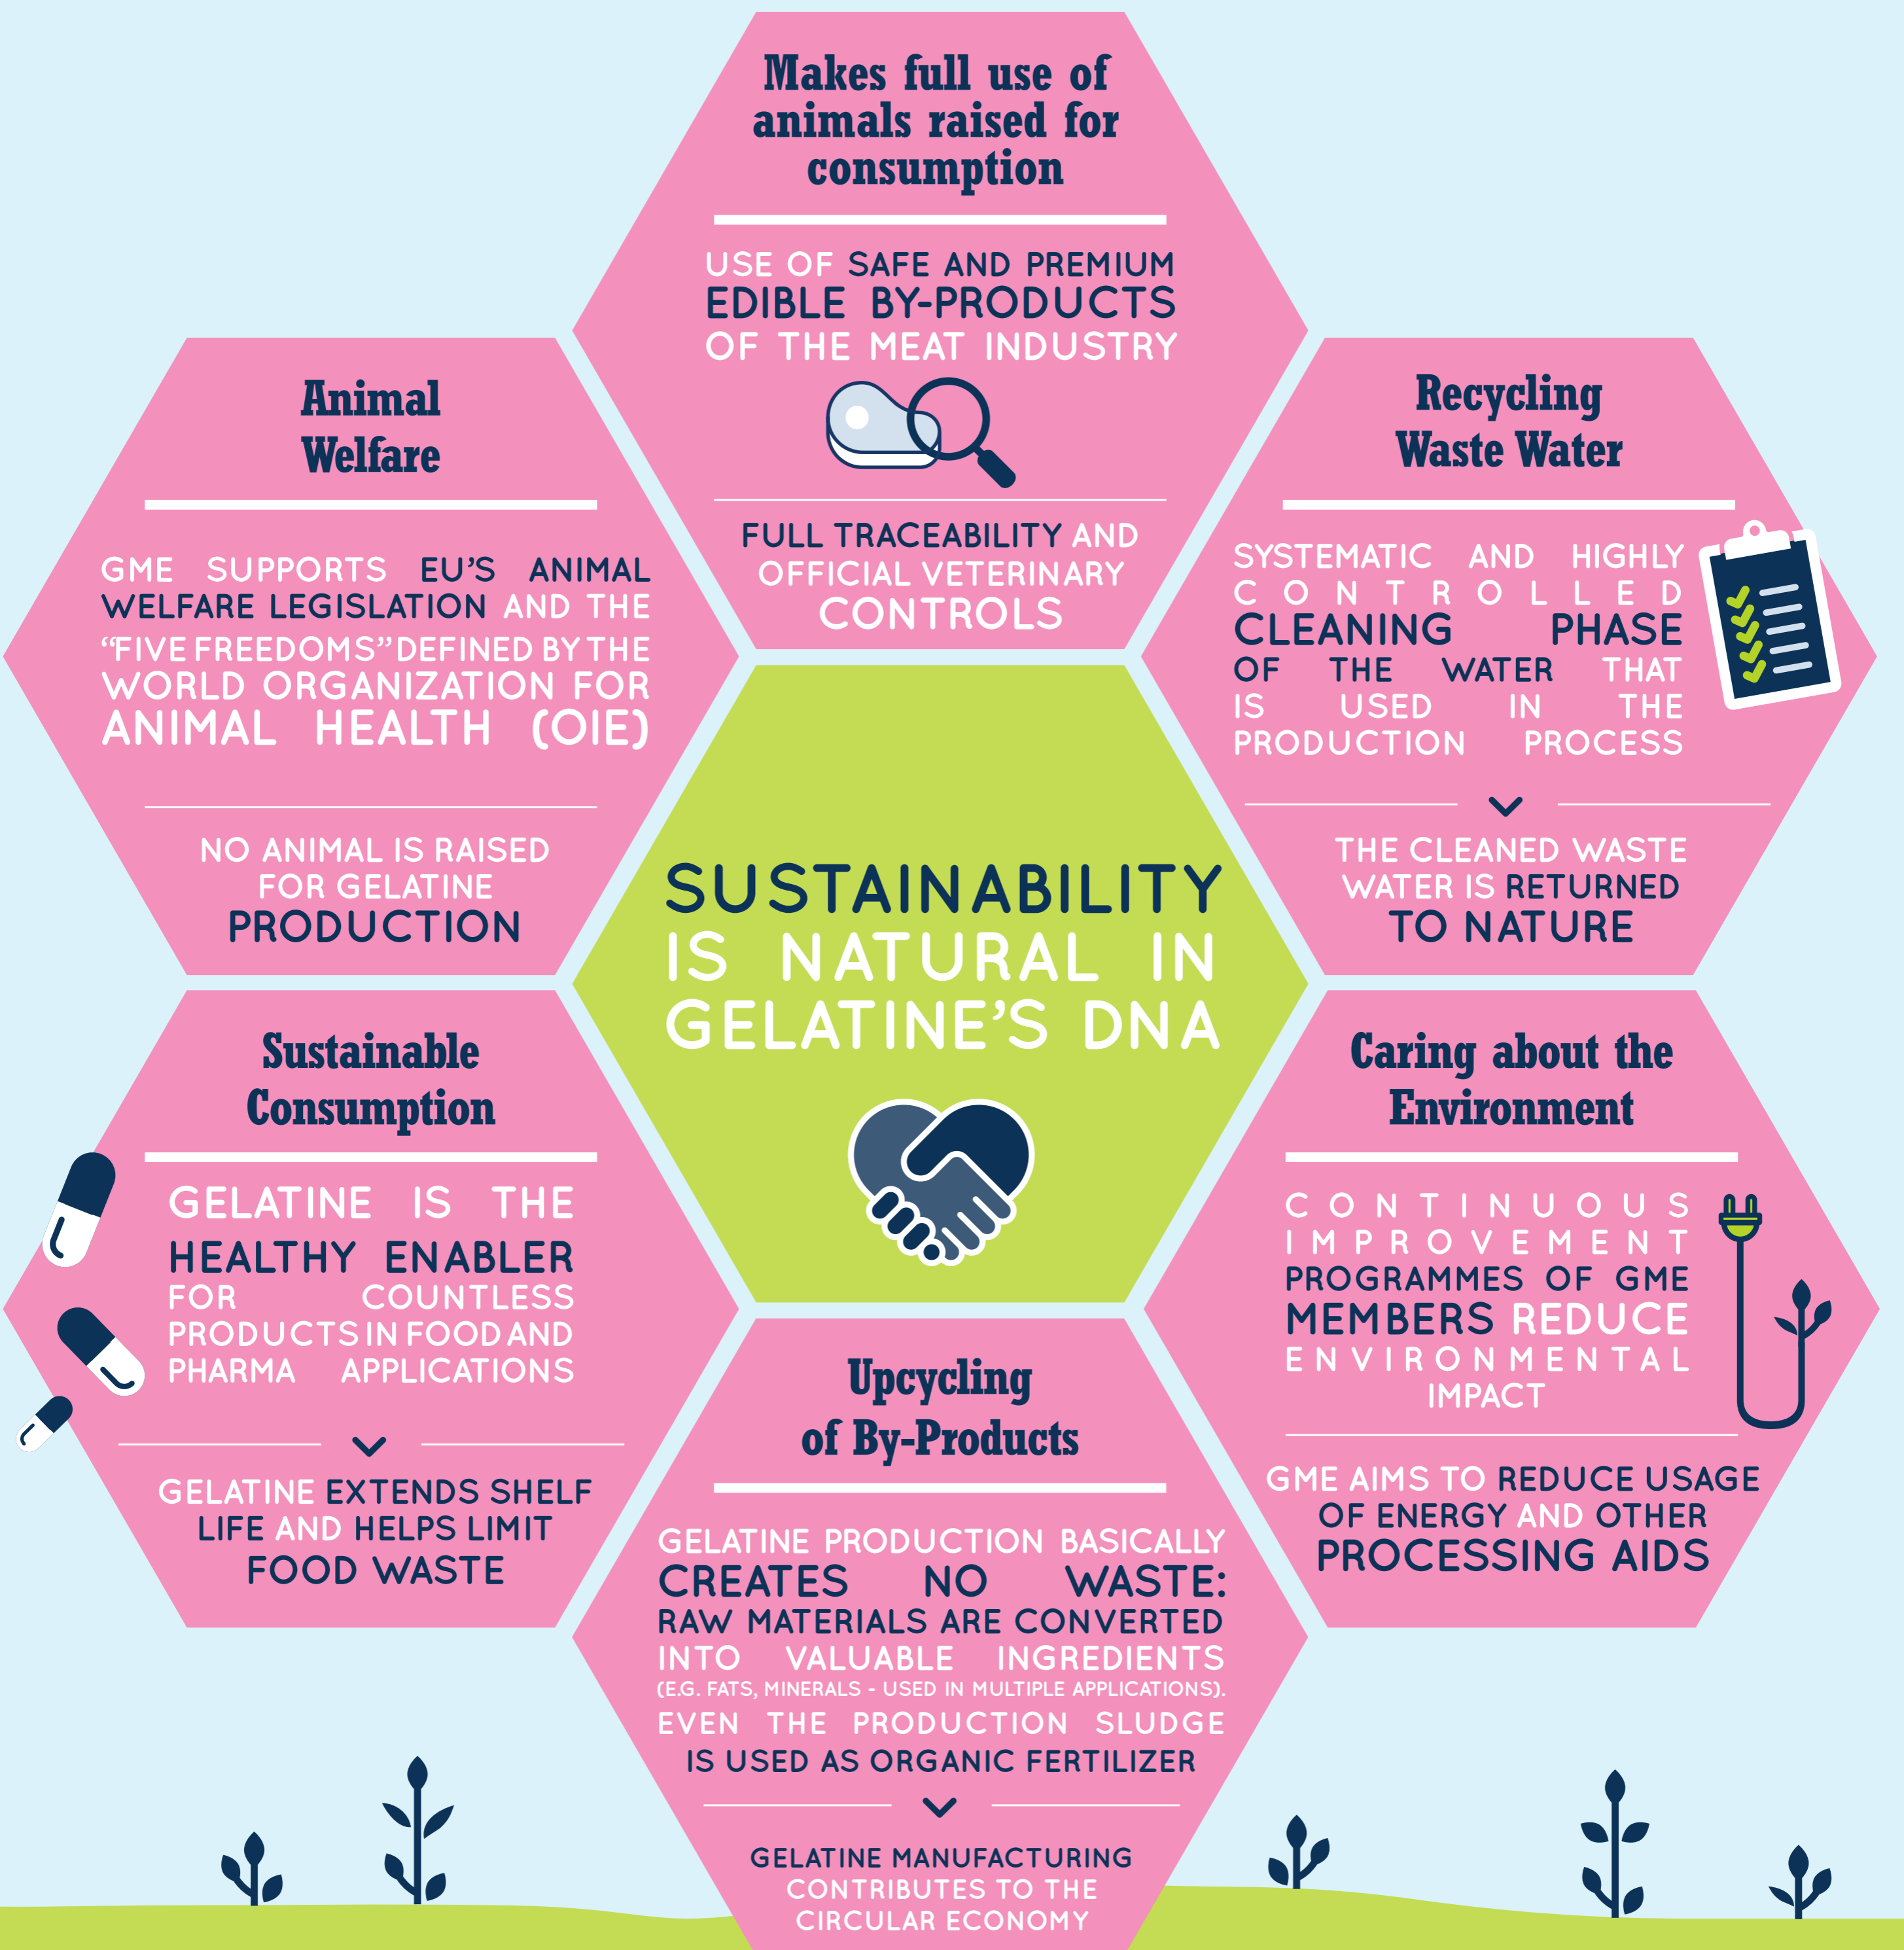 Makes full use of
animals raised for
consumption
USE OF SAFE AND PREMIUM
EDIBLE BY-PRODUCTS
OF THE MEAT INDUSTRY
FULL TRACEABILITY AND
OFFICIAL VETERINARY
CONTROLS
Animal
Welfare
GME SUPPORTS EU'S ANIMAL
WELFARE LEGISLATION AND THE
“FIVE FREEDOMS” DEFINED BY THE
WORLD ORGANIZATION FOR
ANIMAL HEALTH (OIE)
NO ANIMAL IS RAISED
FOR GELATINE
PRODUCTION
Recycling
Waste Water
SYSTEMATIC AND HIGHLY
CONTROLLED
CLEANING PHASE
OF THE WATER THAT
IS USED IN THE
PRODUCTION PROCESS
THE CLEANED WASTE
WATER IS RETURNED
TO NATURE
SUSTAINABILITY
IS NATURAL IN
GELATINE'S DNA
Sustainable
Consumption
GELATINE IS THE
HEALTHY ENABLER
FOR COUNTLESS
PRODUCTS IN FOOD AND
PHARMA APPLICATIONS
GELATINE EXTENDS SHELF
LIFE AND HELPS LIMIT
FOOD WASTE
Caring about the
Environment
CONTINUOUS
IMPROVEMENT
PROGRAMMES OF GME
MEMBERS REDUCE
ENVIRONMENTAL
IMPACT
GME AIMS TO REDUCE USAGE
OF ENERGY AND OTHER
PROCESSING AIDS
Upcycling
of By-Products
GELATINE PRODUCTION BASICALLY
CREATES NO WASTE:
RAW MATERIALS ARE CONVERTED
INTO VALUABLE INGREDIENTS
(E.G. FATS, MINERALS - USED IN MULTIPLE APPLICATIONS).
EVEN THE PRODUCTION SLUDGE
IS USED AS ORGANIC FERTILIZER
GELATINE MANUFACTURING
CONTRIBUTES TO THE
CIRCULAR ECONOMY